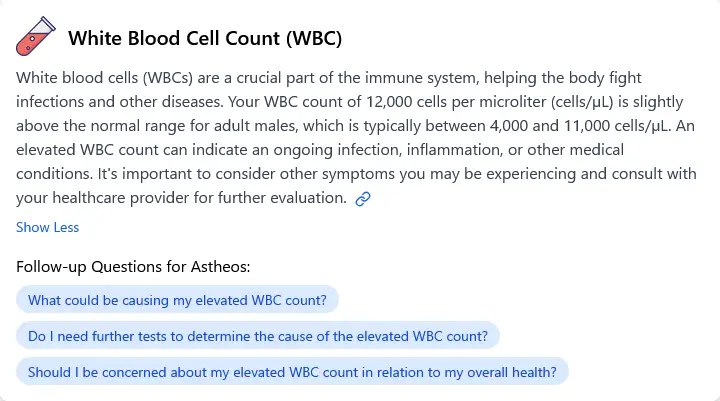 White Blood Cell Count (WBC)
White blood cells (WBCs) are a crucial part of the immune system, helping the body fight
infections and other diseases. Your WBC count of 12,000 cells per microliter (cells/μL) is slightly
above the normal range for adult males, which is typically between 4,000 and 11,000 cells/μL. An
elevated WBC count can indicate an ongoing infection, inflammation, or other medical
conditions. It's important to consider other symptoms you may be experiencing and consult with
your healthcare provider for further evaluation.
Show Less
Follow-up Questions for Astheos:
What could be causing my elevated WBC count?
Do I need further tests to determine the cause of the elevated WBC count?
Should I be concerned about my elevated WBC count in relation to my overall health?